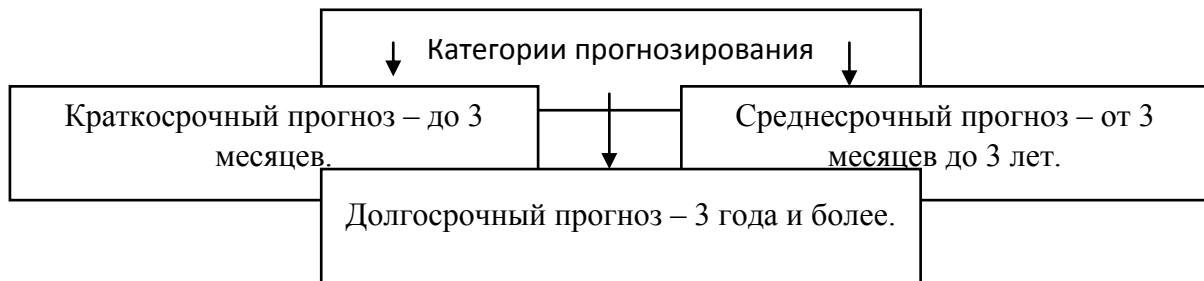 Категории прогнозирования
Краткосрочный прогноз – до 3
месяцев.
Среднесрочный прогноз – от 3
месяцев до 3 лет.
Долгосрочный прогноз – 3 года и более.